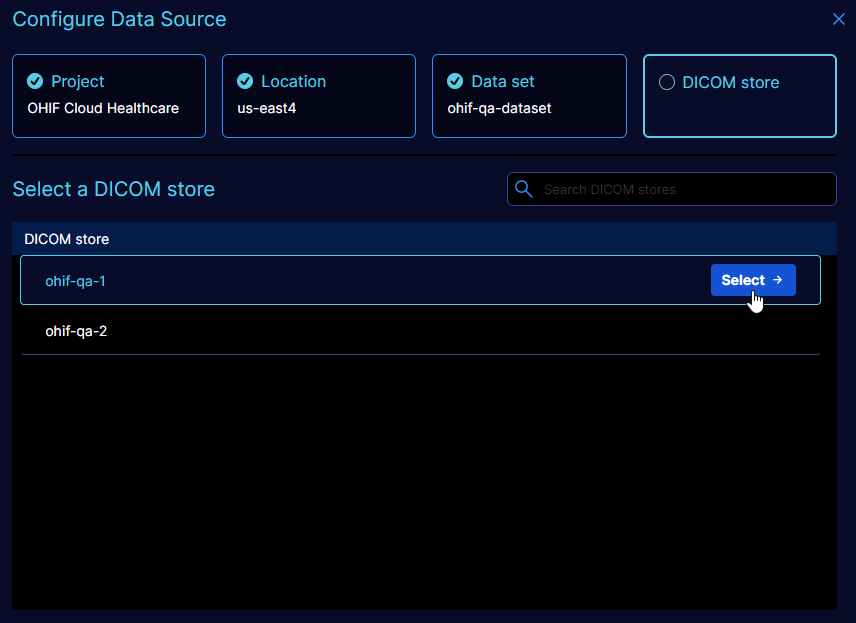 Configure Data Source
Project
OHIF Cloud Healthcare
Location
us-east4
Data set
ohif-qa-dataset
DICOM store
Select a DICOM store
Search DICOM stores
DICOM store
ohif-qa-1
Select
ohif-qa-2